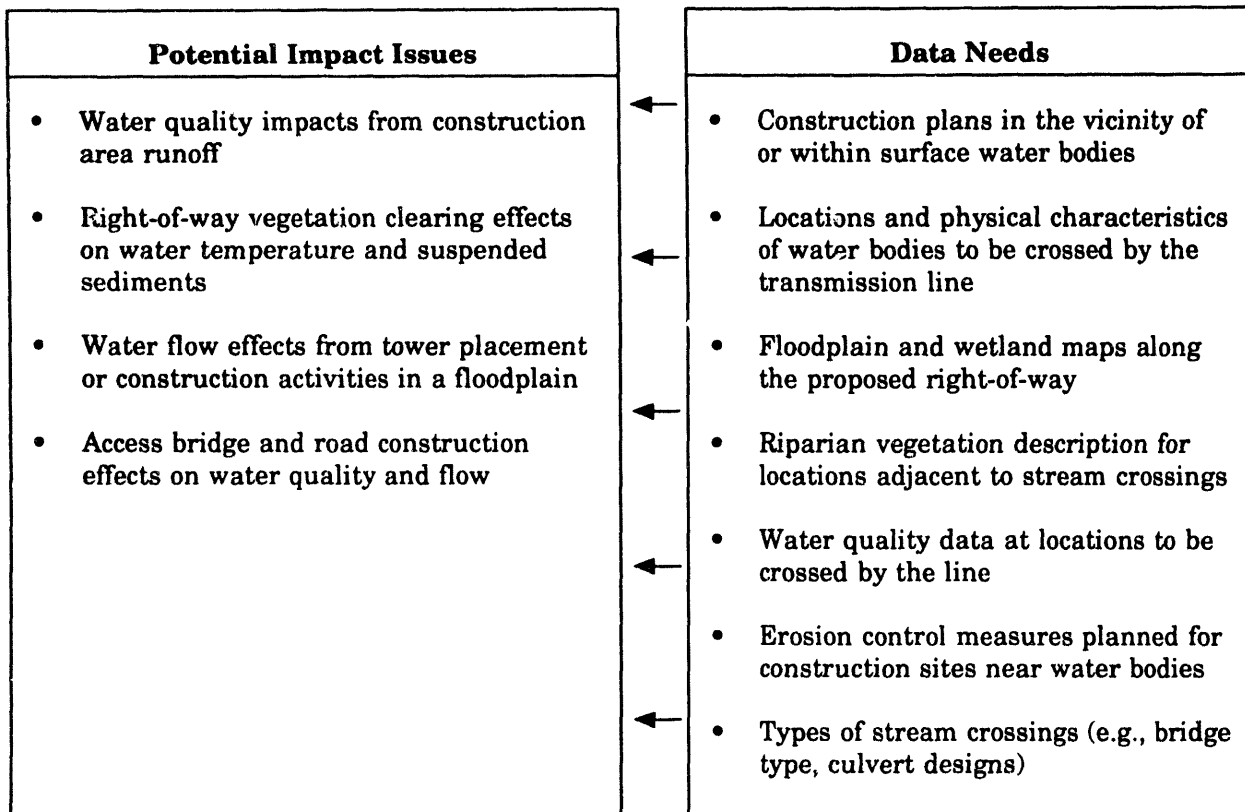 Potential Impact Issues
• Water quality impacts from construction
area runoff
• Right-of-way vegetation clearing effects
on water temperature and suspended
sediments
• Water flow effects from tower placement
or construction activities in a floodplain
• Access bridge and road construction
effects on water quality and flow
Data Needs
• Construction plans in the vicinity of
or within surface water bodies
• Locations and physical characteristics
of water bodies to be crossed by the
transmission line
• Floodplain and wetland maps along
the proposed right-of-way
• Riparian vegetation description for
locations adjacent to stream crossings
• Water quality data at locations to be
crossed by the line
• Erosion control measures planned for
construction sites near water bodies
• Types of stream crossings (e.g., bridge
type, culvert designs)